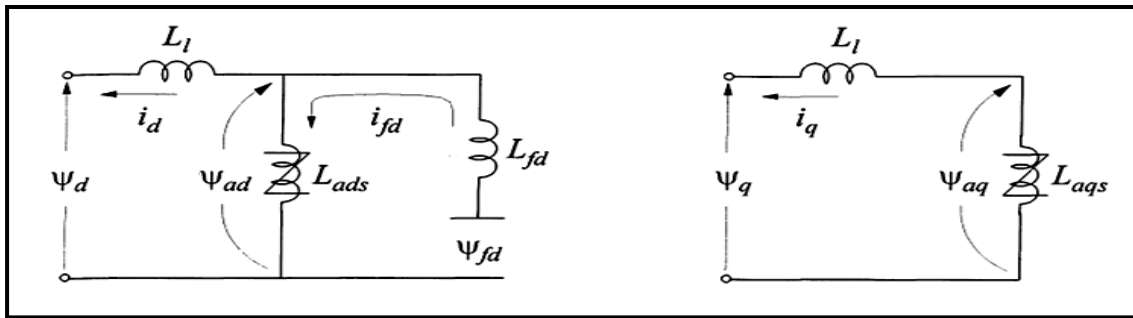 L_l
i_d
i_fd
L_fd
Ψ_d
Ψ_ad
L_ads
Ψ_fd
L_l
i_q
Ψ_q
Ψ_aq
L_aqs